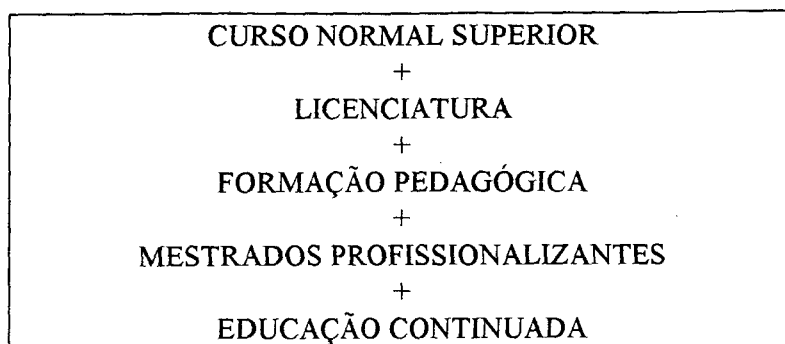 CURSO NORMAL SUPERIOR
+
LICENCIATURA
+
FORMAÇÃO PEDAGÓGICA
+
MESTRADOS PROFISSIONALIZANTES
+
EDUCAÇÃO CONTINUADA